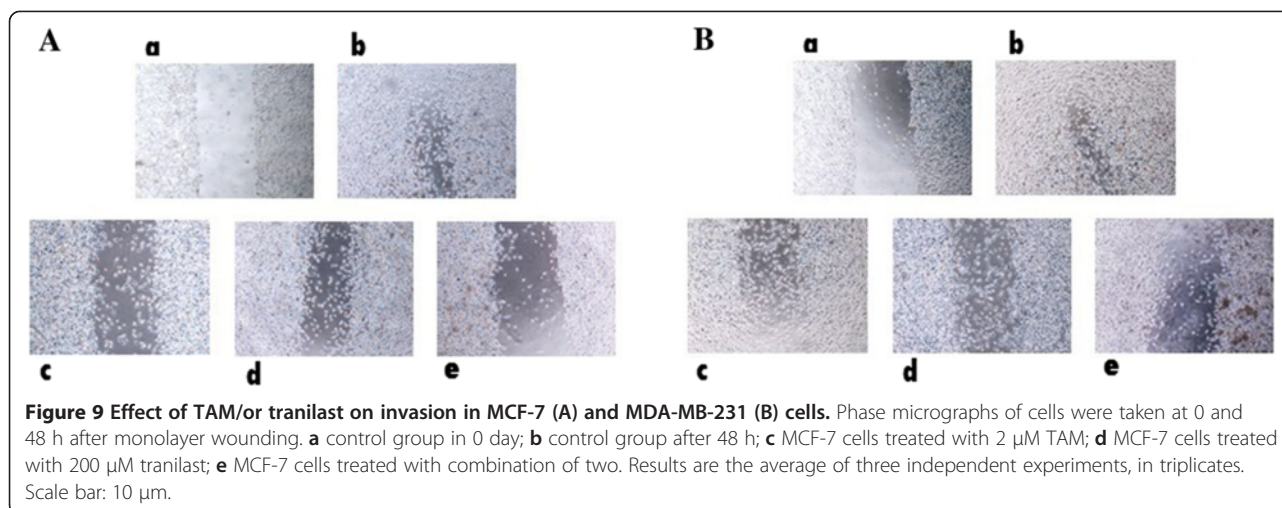 A
B
a
b
a
b
c
d
e
c
d
e
Figure 9 Effect of TAM/or tranilast on invasion in MCF-7 (A) and MDA-MB-231 (B) cells. Phase micrographs of cells were taken at 0 and
48 h after monolayer wounding. a control group in 0 day; b control group after 48 h; c MCF-7 cells treated with 2 μM TAM; d MCF-7 cells treated
with 200 μM tranilast; e MCF-7 cells treated with combination of two. Results are the average of three independent experiments, in triplicates.
Scale bar: 10 μm.